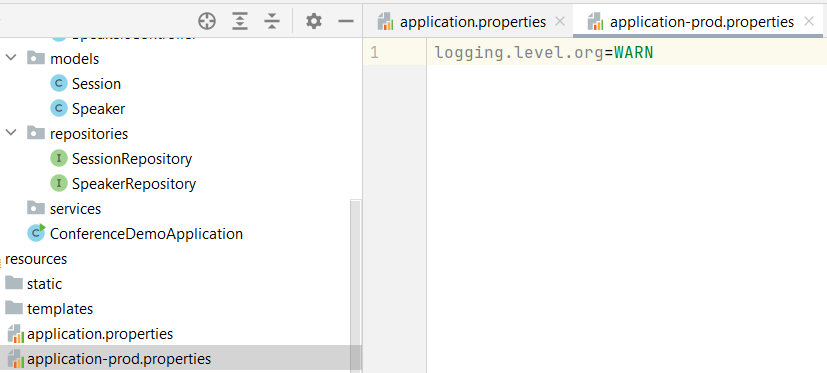 application.properties
application-prod.properties
models
Session
Speaker
repositories
SessionRepository
SpeakerRepository
services
ConferenceDemoApplication
resources
static
templates
application.properties
application-prod.properties
1
logging.level.org=WARN